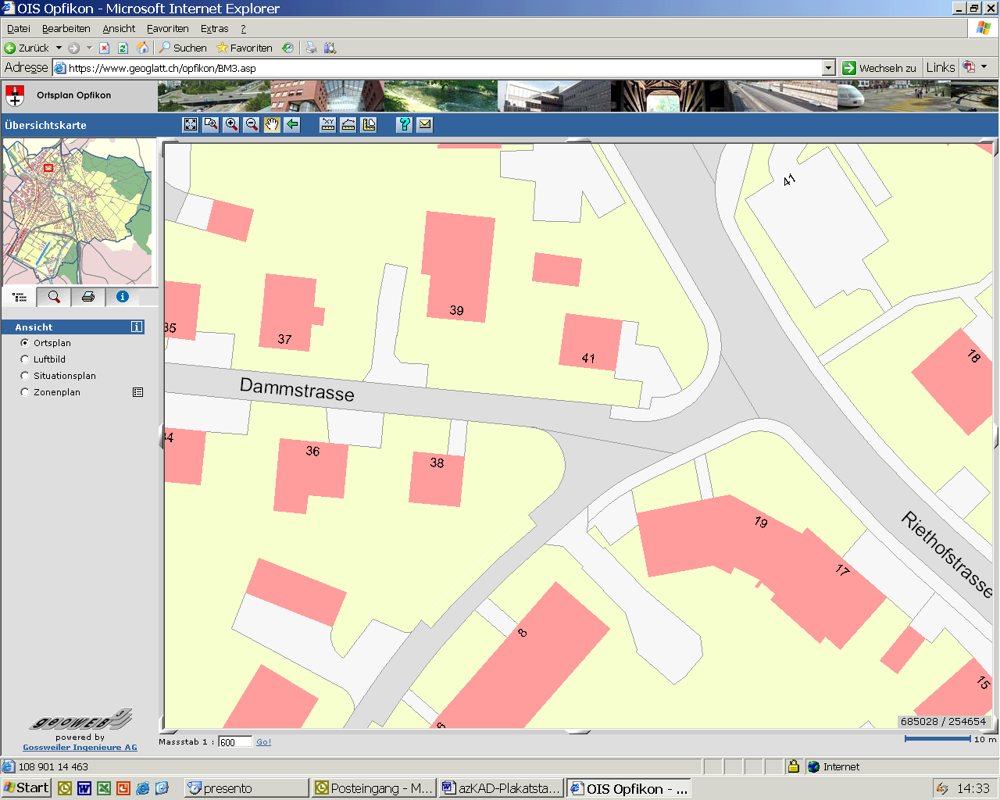 OIS Opfikon - Microsoft Internet Explorer
Datei Bearbeiten Ansicht Favoriten Extras ?
Zurück Suchen Favoriten
Adresse https://www.geoglatt.ch/opfikon/BM3.asp Wechseln zu Links
Ortsplan Opfikon
Übersichtskarte
Ansicht
Ortsplan
Luftbild
Situationsplan
Zonenplan
41
39
35
37
41
18
Dammstrasse
34
36
38
19
Riethofstrasse
17
8
15
6
685028 / 254654
geoWEB
powered by
Gossweiler Ingenieure AG
Massstab 1 : 600 Go!
10 m
108 901 14 463
Internet
Start presento Posteingang - M... azKAD-Plakatsta... OIS Opfikon - ... 14:33